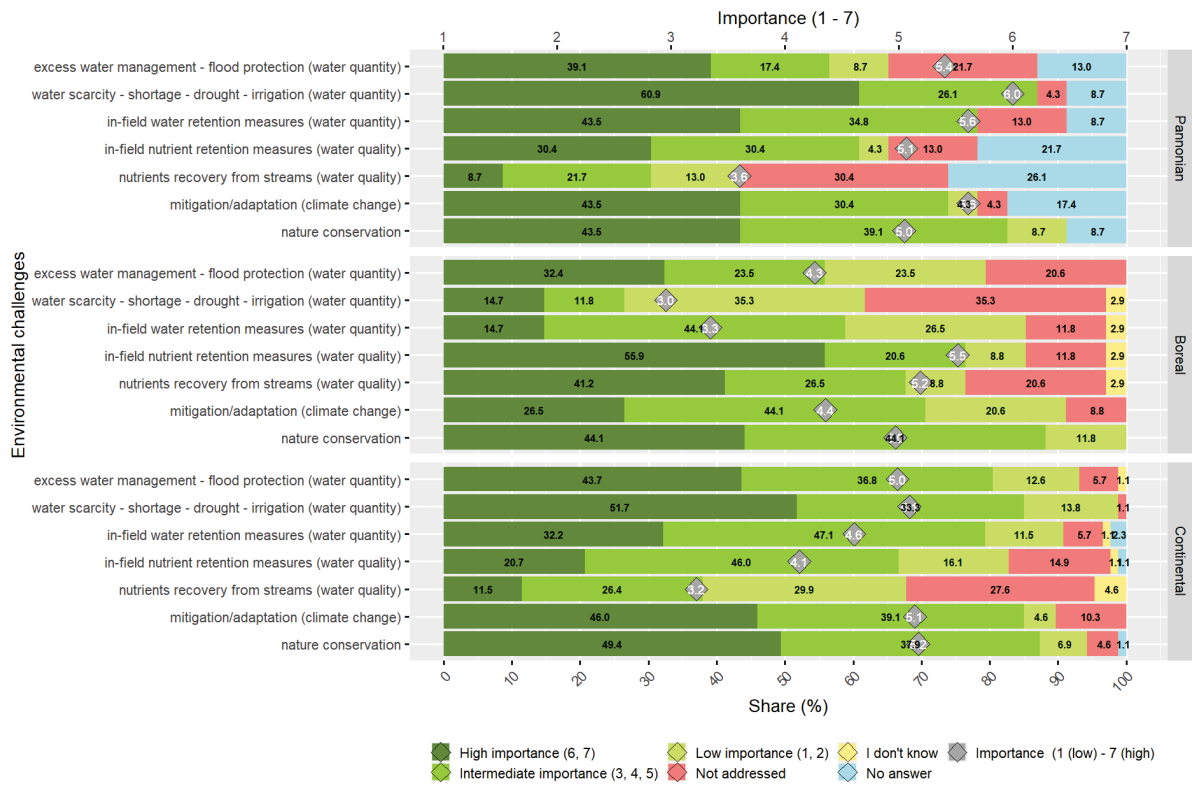 Importance (1 - 7)
1 2 3 4 5 6 7
Environmental challenges
Pannonian
excess water management - flood protection (water quantity) 39.1 17.4 8.7 5.4 21.7 13.0
water scarcity - shortage - drought - irrigation (water quantity) 60.9 26.1 6.0 4.3 8.7
in-field water retention measures (water quantity) 43.5 34.8 5.6 13.0 8.7
in-field nutrient retention measures (water quality) 30.4 30.4 4.3 5.1 13.0 21.7
nutrients recovery from streams (water quality) 8.7 21.7 13.0 3.6 30.4 26.1
mitigation/adaptation (climate change) 43.5 30.4 4.3 4.3 17.4
nature conservation 43.5 39.1 5.0 8.7 8.7
Boreal
excess water management - flood protection (water quantity) 32.4 23.5 4.3 23.5 20.6
water scarcity - shortage - drought - irrigation (water quantity) 14.7 11.8 3.0 35.3 35.3 2.9
in-field water retention measures (water quantity) 14.7 44.1 3.3 26.5 11.8 2.9
in-field nutrient retention measures (water quality) 55.9 20.6 5.5 8.8 11.8 2.9
nutrients recovery from streams (water quality) 41.2 26.5 5.2 8.8 20.6 2.9
mitigation/adaptation (climate change) 26.5 44.1 4.4 20.6 8.8
nature conservation 44.1 44.1 11.8
Continental
excess water management - flood protection (water quantity) 43.7 36.8 5.0 12.6 5.7 1.1
water scarcity - shortage - drought - irrigation (water quantity) 51.7 33.3 13.8 1.1
in-field water retention measures (water quantity) 32.2 47.1 4.6 11.5 5.7 1.1 2.3
in-field nutrient retention measures (water quality) 20.7 4.1 46.0 16.1 14.9 1.1 1.1
nutrients recovery from streams (water quality) 11.5 26.4 3.2 29.9 27.6 4.6
mitigation/adaptation (climate change) 46.0 39.1 5.1 4.6 10.3
nature conservation 49.4 37.9 6.9 4.6 1.1
0 10 20 30 40 50 60 70 80 90 100
Share (%)
High importance (6, 7) Low importance (1, 2) I don't know Importance (1 (low) - 7 (high)
Intermediate importance (3, 4, 5) Not addressed No answer